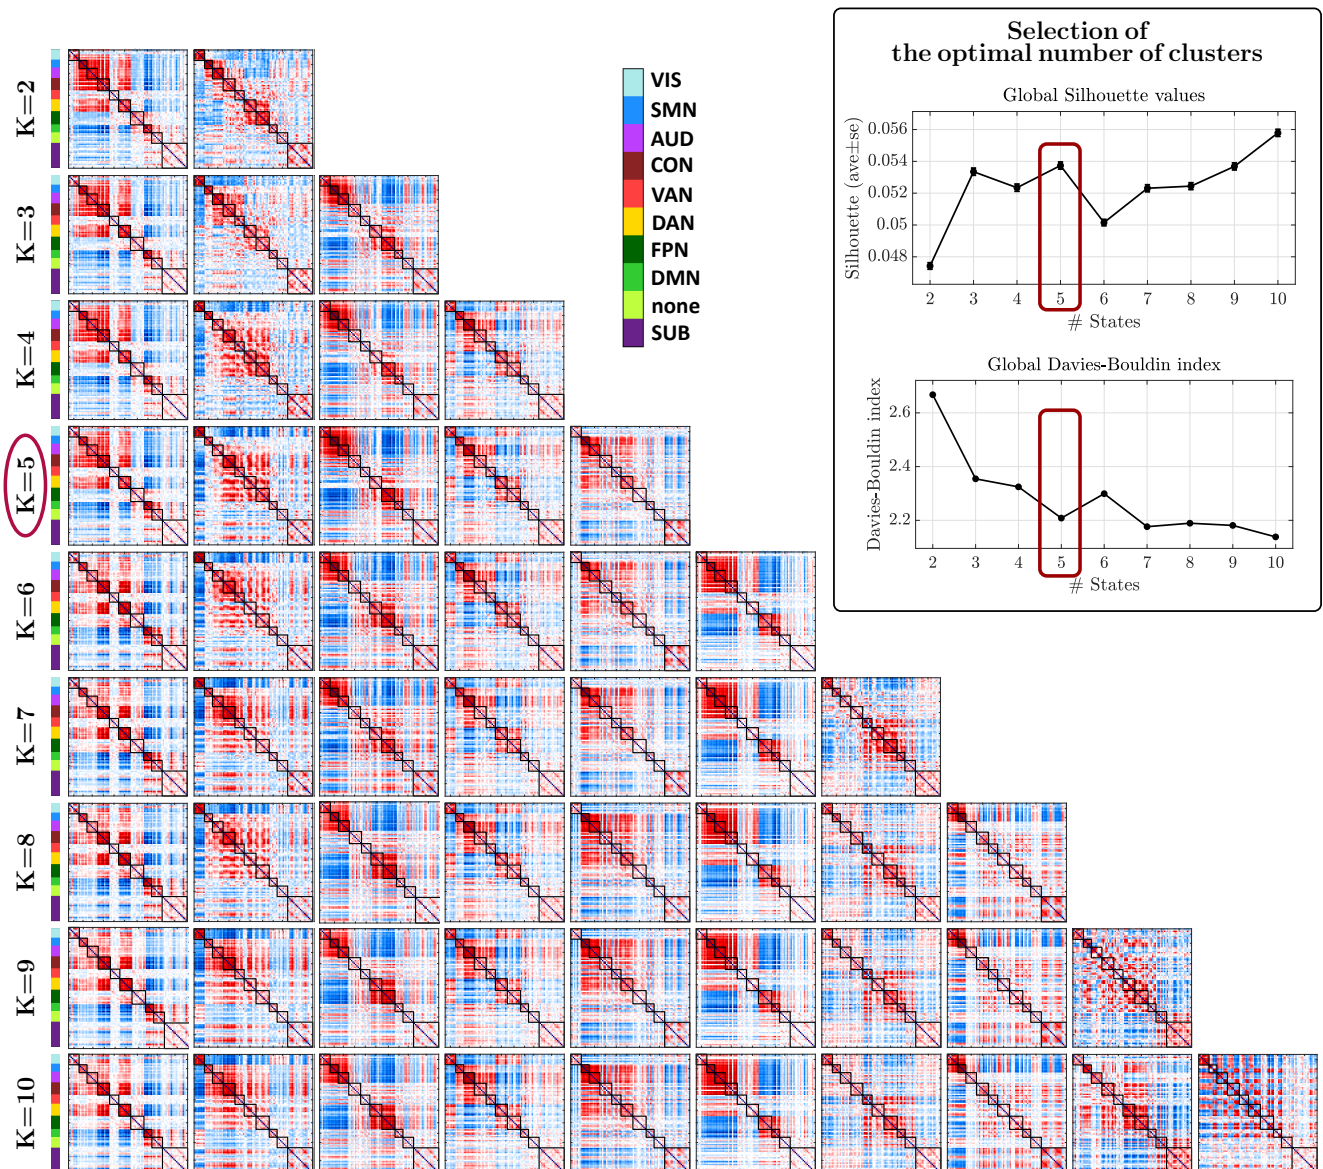 K=2
K=3
K=4
K=5
K=6
K=7
K=8
K=9
K=10
VIS
SMN
AUD
CON
VAN
DAN
FPN
DMN
none
SUB
Selection of
the optimal number of clusters
Global Silhouette values
Silhouette (ave±se)
0.056
0.054
0.052
0.05
0.048
2 3 4 5 6 7 8 9 10
# States
Global Davies-Bouldin index
Davies-Bouldin index
2.6
2.4
2.2
2 3 4 5 6 7 8 9 10
# States